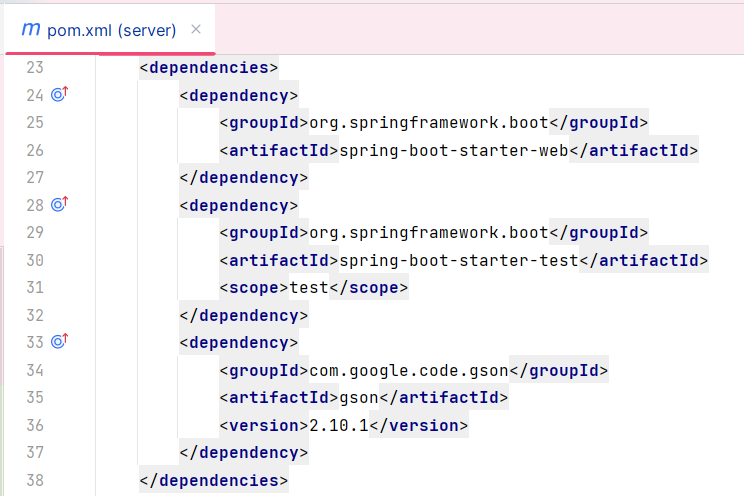 m pom.xml (server) ×
23 <dependencies>
24 <dependency>
25 <groupId>org.springframework.boot</groupId>
26 <artifactId>spring-boot-starter-web</artifactId>
27 </dependency>
28 <dependency>
29 <groupId>org.springframework.boot</groupId>
30 <artifactId>spring-boot-starter-test</artifactId>
31 <scope>test</scope>
32 </dependency>
33 <dependency>
34 <groupId>com.google.code.gson</groupId>
35 <artifactId>gson</artifactId>
36 <version>2.10.1</version>
37 </dependency>
38 </dependencies>